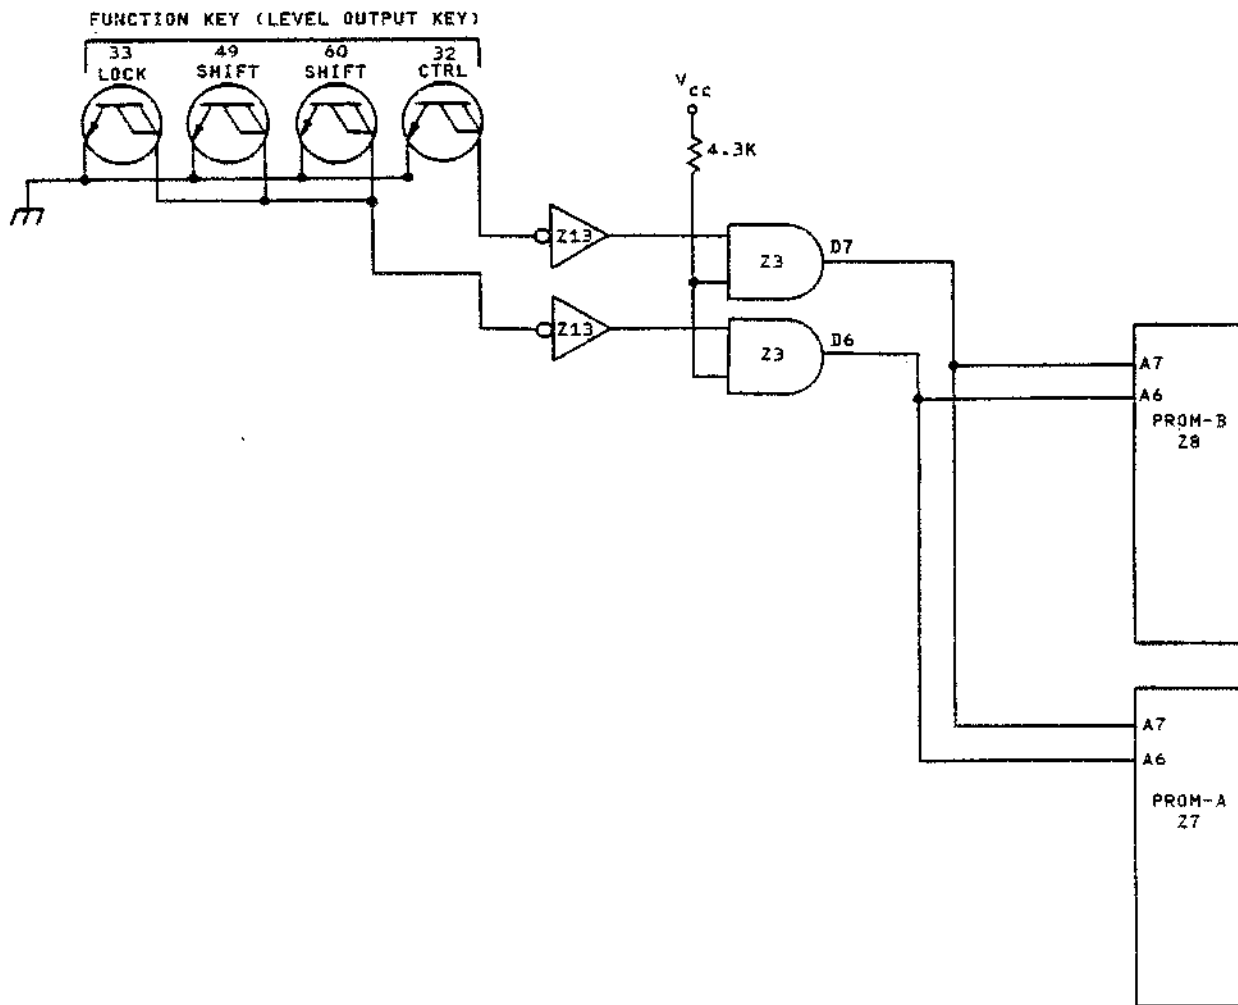 FUNCTION KEY (LEVEL OUTPUT KEY)
33 49 60 32
LOCK SHIFT SHIFT CTRL
Vcc
4.3K
Z13
Z3
D7
Z13
Z3
D6
A7
A6
PROM-B
Z8
A7
A6
PROM-A
Z7